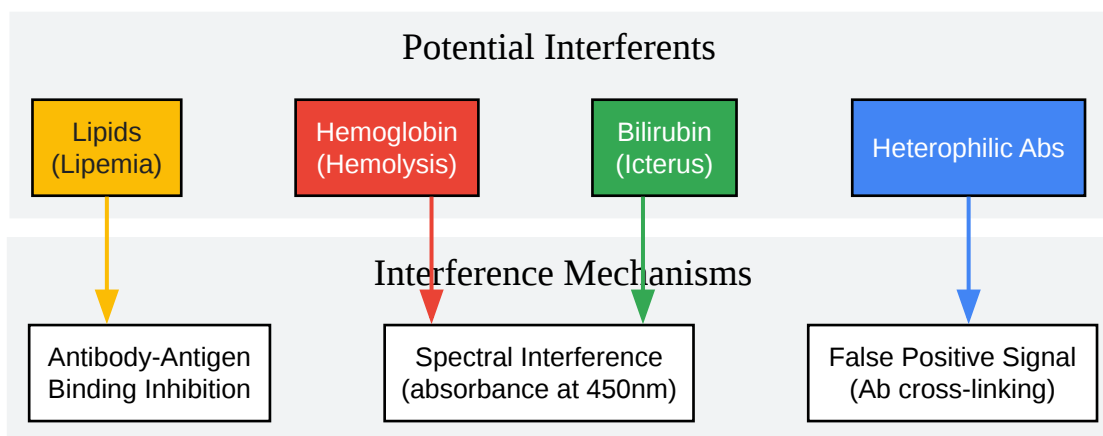 Potential Interferents
Lipids
(Lipemia)
Hemoglobin
(Hemolysis)
Bilirubin
(Icterus)
Heterophilic Abs
Interference Mechanisms
Antibody-Antigen
Binding Inhibition
Spectral Interference
(absorbance at 450nm)
False Positive Signal
(Ab cross-linking)